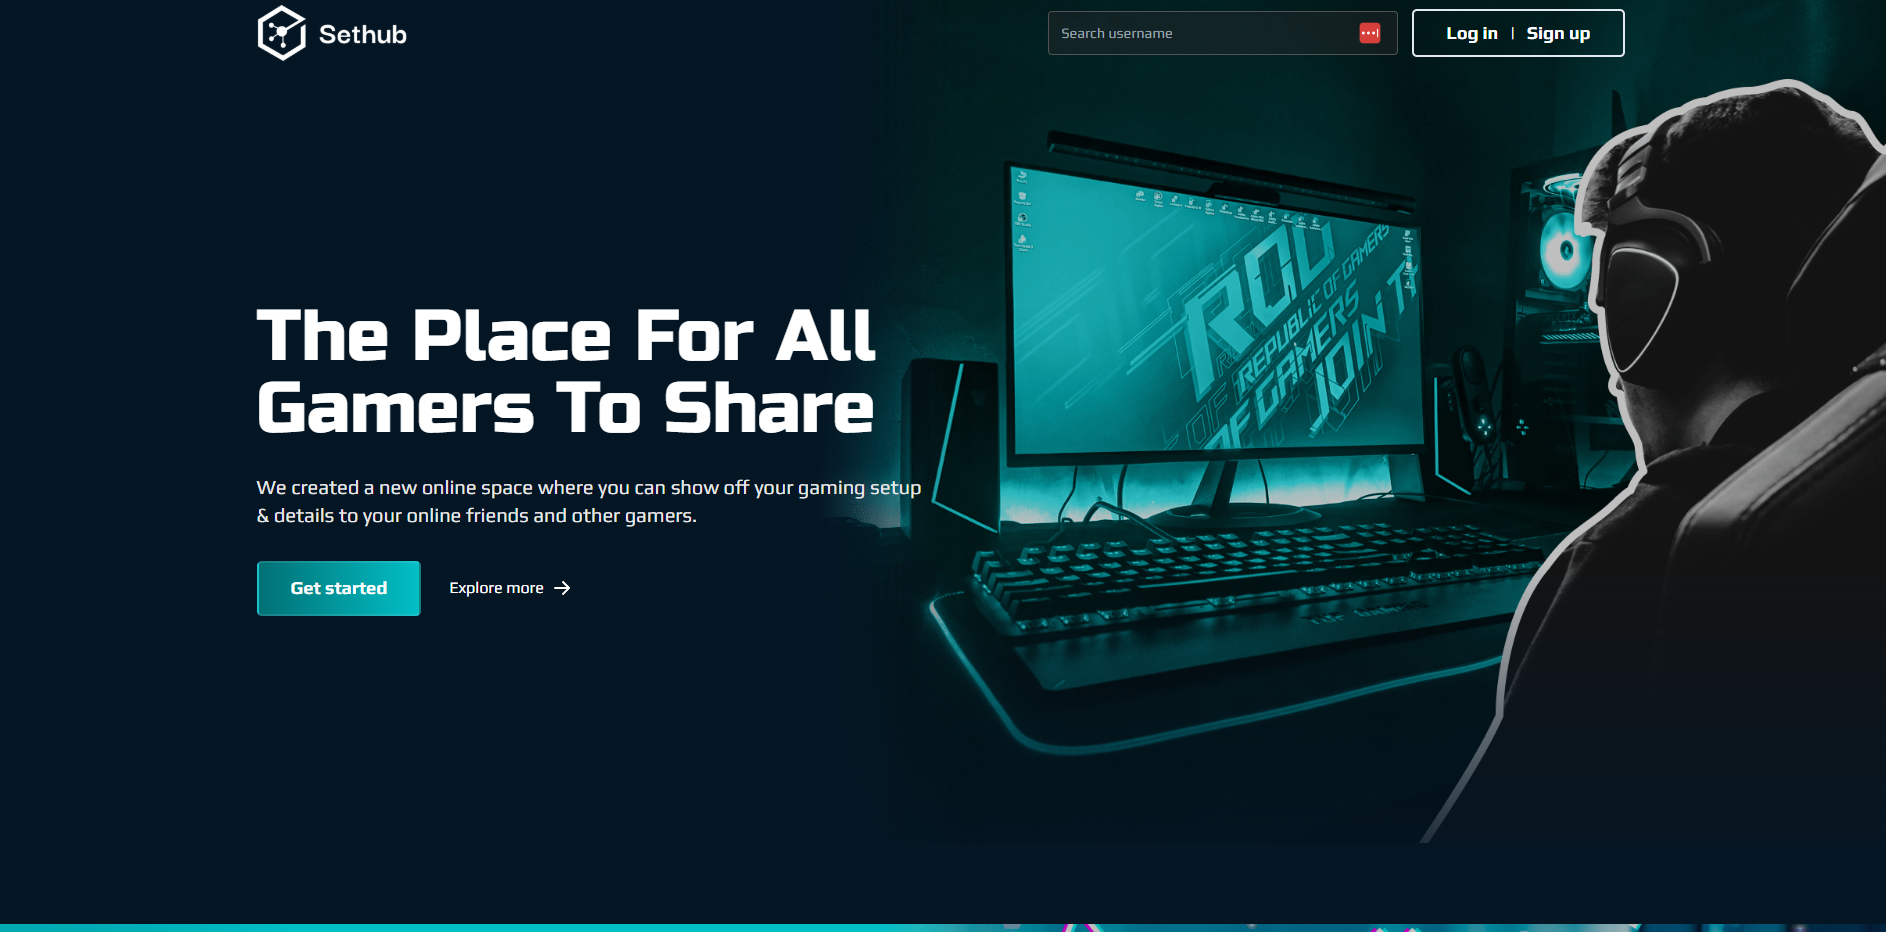 Sethub
Search username
Log in | Sign up
The Place For All
Gamers To Share
We created a new online space where you can show off your gaming setup
& details to your online friends and other gamers.
Get started
Explore more →
ROG
REPUBLIC OF GAMERS
OF GAMERS
JOIN